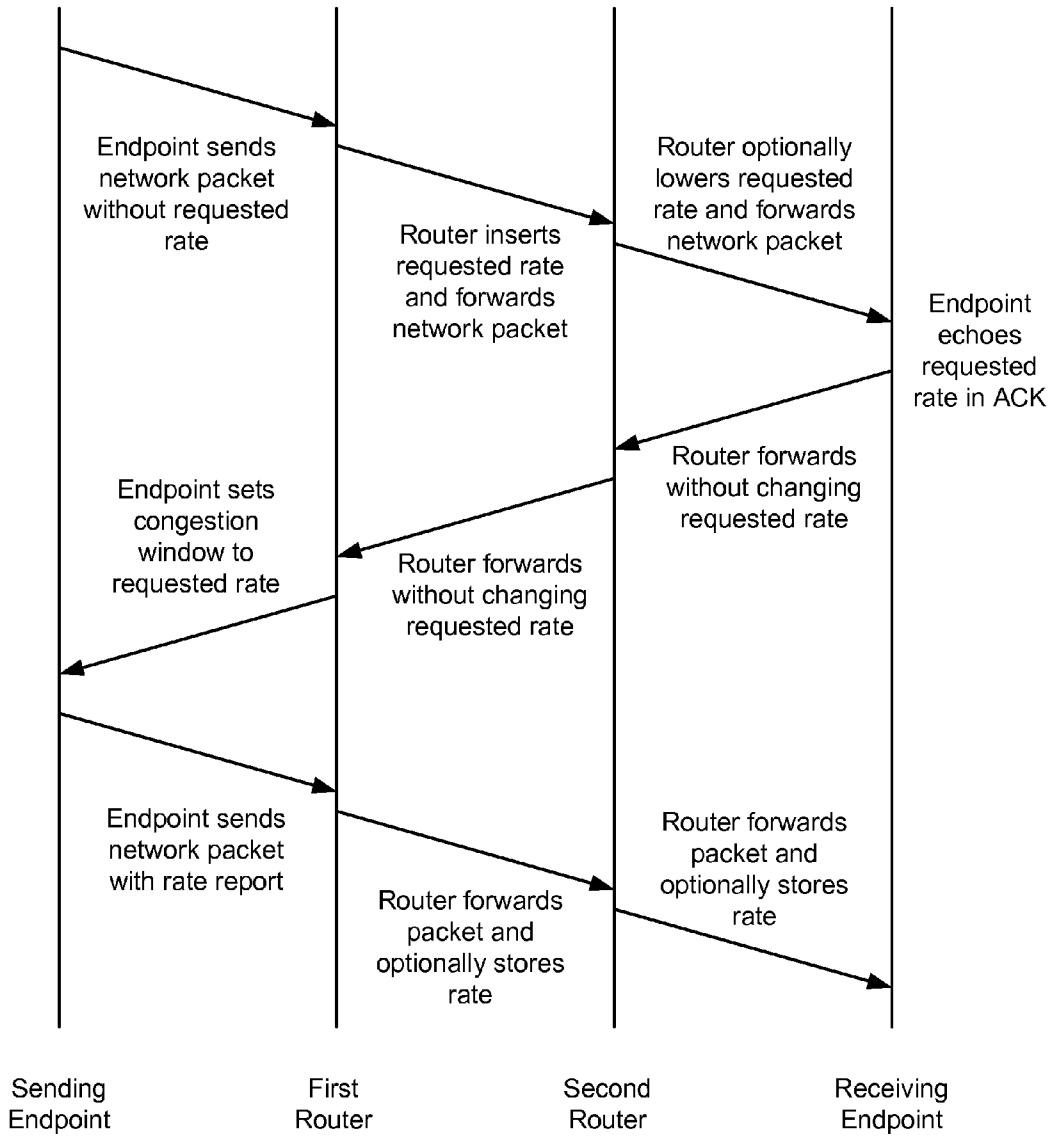 Endpoint sends
network packet
without requested
rate
Router inserts
requested rate
and forwards
network packet
Router optionally
lowers requested
rate and forwards
network packet
Endpoint
echoes
requested
rate in ACK
Router forwards
without changing
requested rate
Router forwards
without changing
requested rate
Endpoint sets
congestion
window to
requested rate
Endpoint sends
network packet
with rate report
Router forwards
packet and
optionally stores
rate
Router forwards
packet and
optionally stores
rate
Sending
Endpoint
First
Router
Second
Router
Receiving
Endpoint